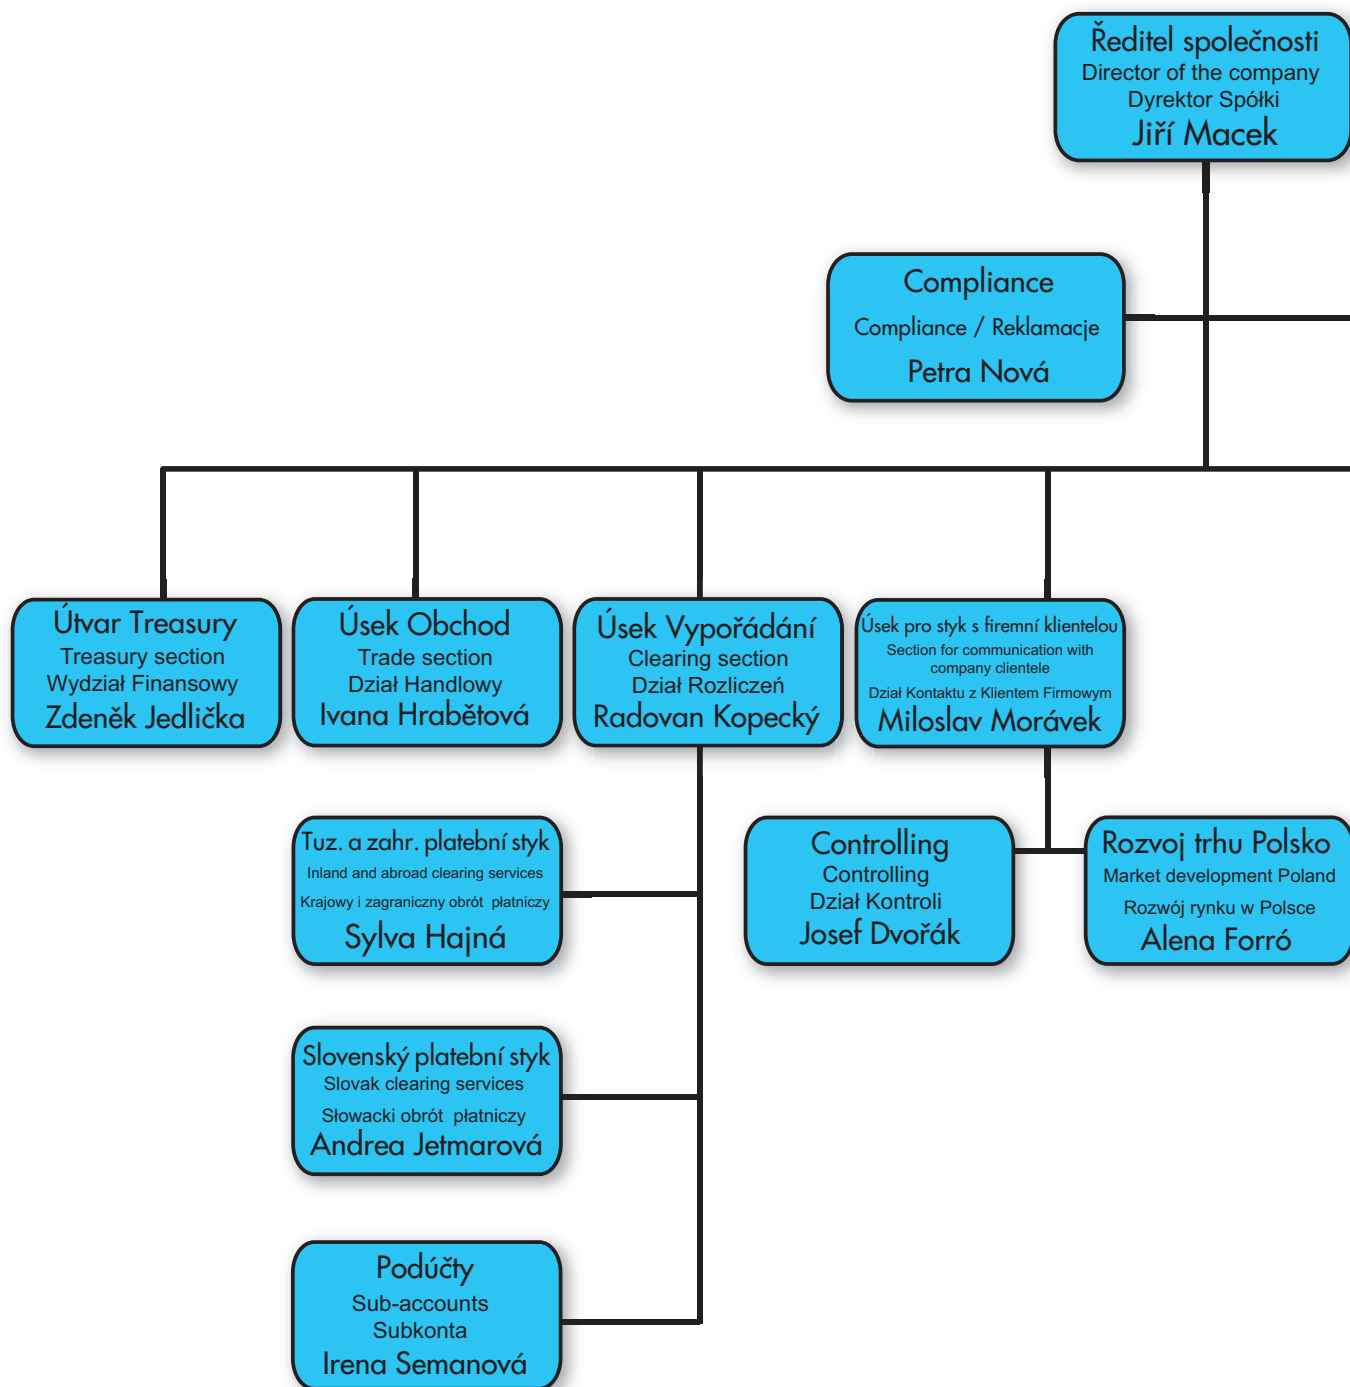 Ředitel společnosti
Director of the company
Dyrektor Spółki
Jiří Macek
Compliance
Compliance / Reklamacje
Petra Nová
Útvar Treasury
Treasury section
Wydział Finansowy
Zdeněk Jedlička
Úsek Obchod
Trade section
Dział Handlowy
Ivana Hrabětová
Úsek Vypořádání
Clearing section
Dział Rozliczeń
Radovan Kopecký
Úsek pro styk s firemní klientelou
Section for communication with
company clientele
Dział Kontaktu z Klientem Firmowym
Miloslav Morávek
Tuz. a zahr. platební styk
Inland and abroad clearing services
Krajowy i zagraniczny obrót płatniczy
Sylva Hajná
Controlling
Controlling
Dział Kontroli
Josef Dvořák
Rozvoj trhu Polsko
Market development Poland
Rozwój rynku w Polsce
Alena Forró
Slovenský platební styk
Slovak clearing services
Słowacki obrót płatniczy
Andrea Jetmarová
Podúčty
Sub-accounts
Subkonta
Irena Semanová